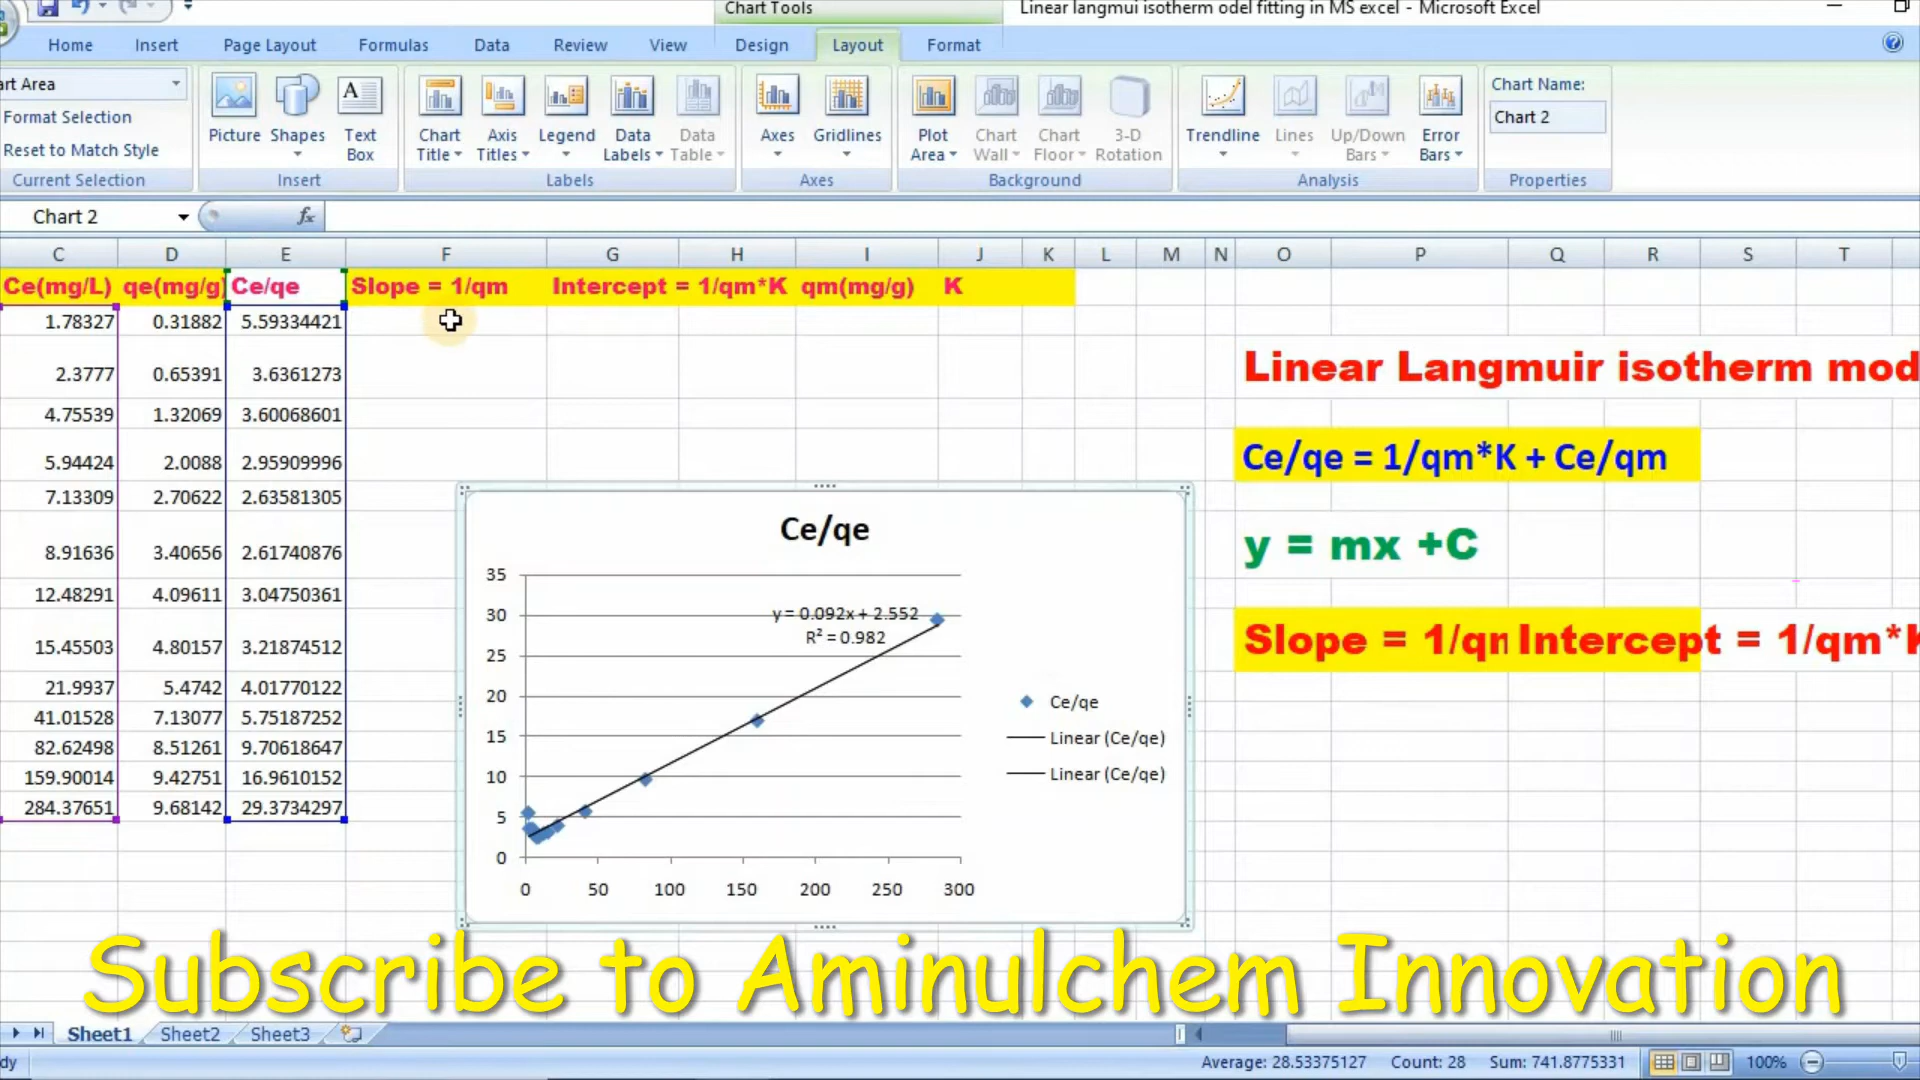 Chart Tools
Linear langmui isotherm odel fitting in MS excel - Microsoft Excel
Home Insert Page Layout Formulas Data Review View Design Layout Format
rt Area
Format Selection
Reset to Match Style
Current Selection
Picture Shapes Text Box
Insert
Chart Title Axis Titles Legend Data Labels Data Table
Labels
Axes Gridlines
Axes
Plot Area Chart Wall Chart Floor 3-D Rotation
Background
Trendline Lines Up/Down Bars Error Bars
Analysis
Chart Name:
Chart 2
Properties
Chart 2 fx
C D E F G H I J K L M N O P Q R S T
Ce(mg/L) qe(mg/g) Ce/qe Slope = 1/qm Intercept = 1/qm*K qm(mg/g) K
1.78327 0.31882 5.59334421
2.3777 0.65391 3.6361273
4.75539 1.32069 3.60068601
5.94424 2.0088 2.95909996
7.13309 2.70622 2.63581305
8.91636 3.40656 2.61740876
12.48291 4.09611 3.04750361
15.45503 4.80157 3.21874512
21.9937 5.4742 4.01770122
41.01528 7.13077 5.75187252
82.62498 8.51261 9.70618647
159.90014 9.42751 16.9610152
284.37651 9.68142 29.3734297
Linear Langmuir isotherm mod
Ce/qe = 1/qm*K + Ce/qm
y = mx +C
Slope = 1/qm Intercept = 1/qm*K
Ce/qe
35
30
25
20
15
10
5
0
0 50 100 150 200 250 300
y = 0.092x + 2.552
R² = 0.982
Ce/qe
Linear (Ce/qe)
Linear (Ce/qe)
Subscribe to Aminulchem Innovation
Sheet1 Sheet2 Sheet3
dy Average: 28.53375127 Count: 28 Sum: 741.8775331 100%